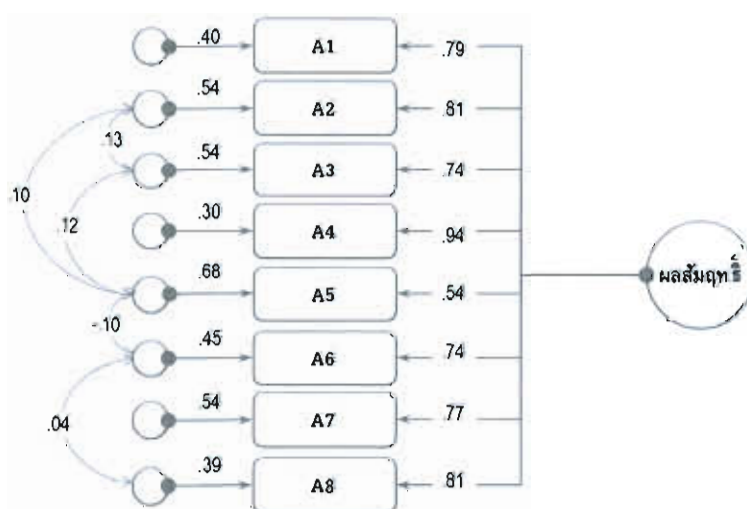 .40 A1 .79
.54 A2 .81
.13
.54 A3 .74
.10
.12
.30 A4 .94
.68 A5 .54
-.10
.45 A6 .74
.54 A7 .77
.04
.39 A8 .81
ผลสัมฤทธิ์